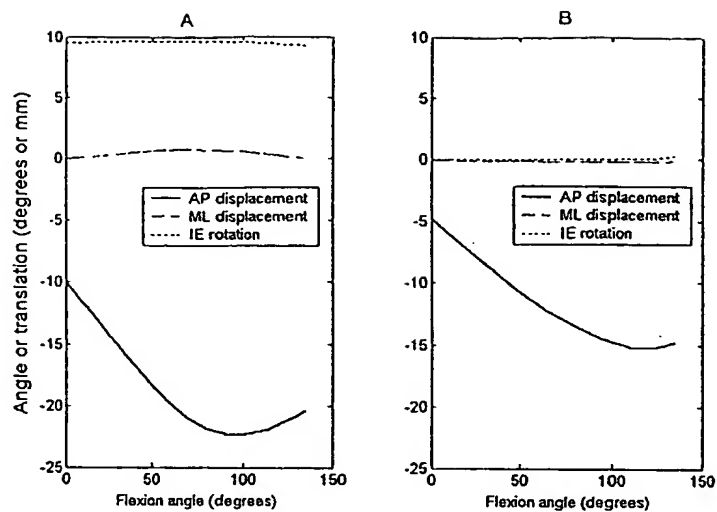 A
B
Angle or translation (degrees or mm)
10
5
0
-5
-10
-15
-20
-25
AP displacement
ML displacement
IE rotation
0
50
100
150
Flexion angle (degrees)
10
5
0
-5
-10
-15
-20
-25
AP displacement
ML displacement
IE rotation
0
50
100
150
Flexion angle (degrees)